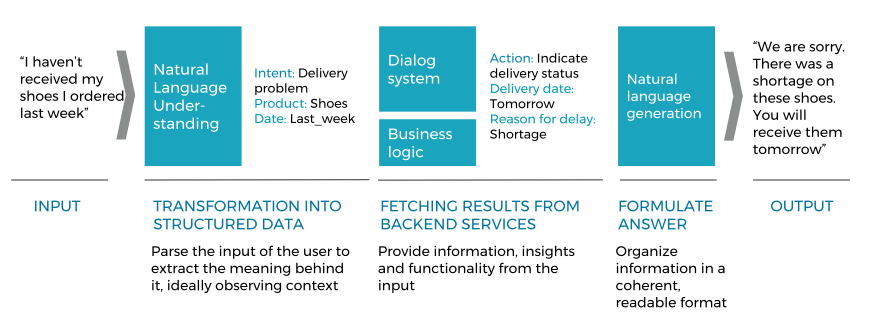 “I haven’t
received my
shoes I ordered
last week”
Natural
Language
Under-
standing
Intent: Delivery
problem
Product: Shoes
Date: Last_week
Dialog
system
Business
logic
Action: Indicate
delivery status
Delivery date:
Tomorrow
Reason for delay:
Shortage
Natural
language
generation
“We are sorry.
There was a
shortage on
these shoes.
You will
receive them
tomorrow”
INPUT
TRANSFORMATION INTO
STRUCTURED DATA
Parse the input of the user to
extract the meaning behind
it, ideally observing context
FETCHING RESULTS FROM
BACKEND SERVICES
Provide information, insights
and functionality from the
input
FORMULATE
ANSWER
Organize
information in a
coherent,
readable format
OUTPUT